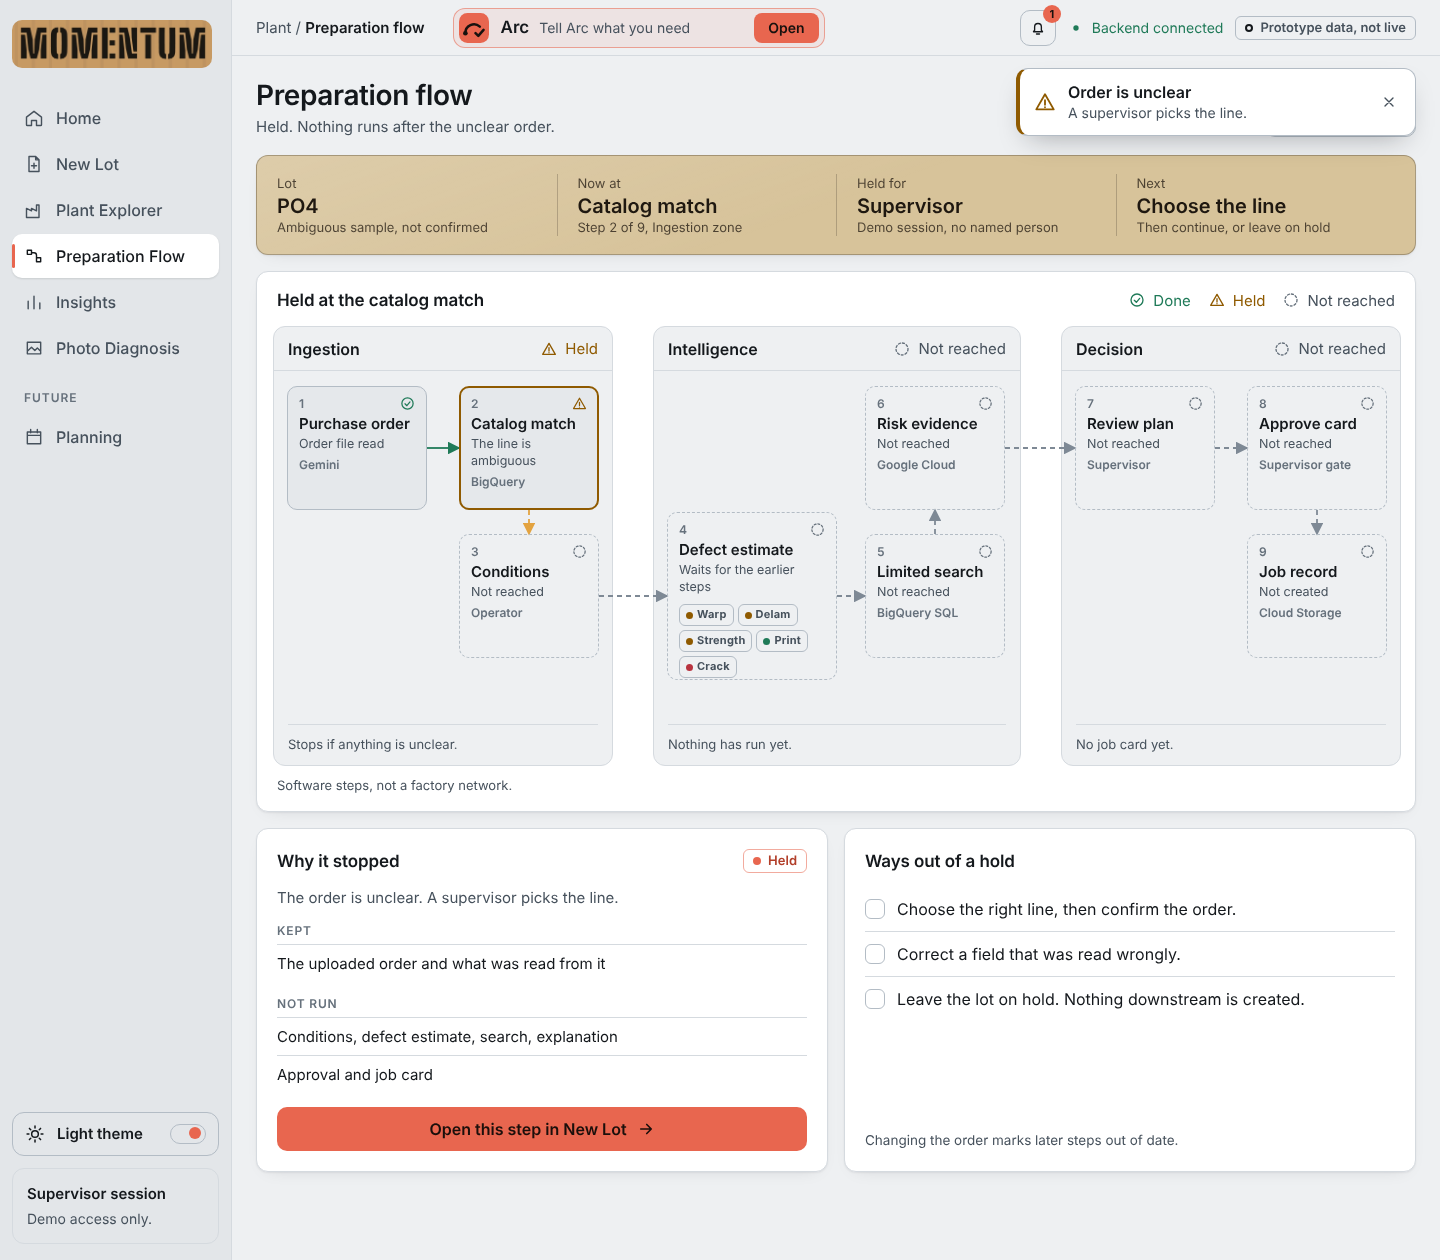 MOMENTUM
Home
New Lot
Plant Explorer
Preparation Flow
Insights
Photo Diagnosis
FUTURE
Planning
Light theme
Supervisor session
Demo access only.
Plant / Preparation flow
Arc Tell Arc what you need Open
1
Backend connected
Prototype data, not live
Preparation flow
Held. Nothing runs after the unclear order.
Order is unclear
A supervisor picks the line.
Lot
PO4
Ambiguous sample, not confirmed
Now at
Catalog match
Step 2 of 9, Ingestion zone
Held for
Supervisor
Demo session, no named person
Next
Choose the line
Then continue, or leave on hold
Held at the catalog match
Done Held Not reached
Ingestion Held
1
Purchase order
Order file read
Gemini
2
Catalog match
The line is
ambiguous
BigQuery
3
Conditions
Not reached
Operator
Stops if anything is unclear.
Intelligence Not reached
4
Defect estimate
Waits for the earlier
steps
Warp Delam
Strength Print
Crack
5
Limited search
Not reached
BigQuery SQL
6
Risk evidence
Not reached
Google Cloud
Nothing has run yet.
Decision Not reached
7
Review plan
Not reached
Supervisor
8
Approve card
Not reached
Supervisor gate
9
Job record
Not created
Cloud Storage
No job card yet.
Software steps, not a factory network.
Why it stopped Held
The order is unclear. A supervisor picks the line.
KEPT
The uploaded order and what was read from it
NOT RUN
Conditions, defect estimate, search, explanation
Approval and job card
Open this step in New Lot
Ways out of a hold
Choose the right line, then confirm the order.
Correct a field that was read wrongly.
Leave the lot on hold. Nothing downstream is created.
Changing the order marks later steps out of date.